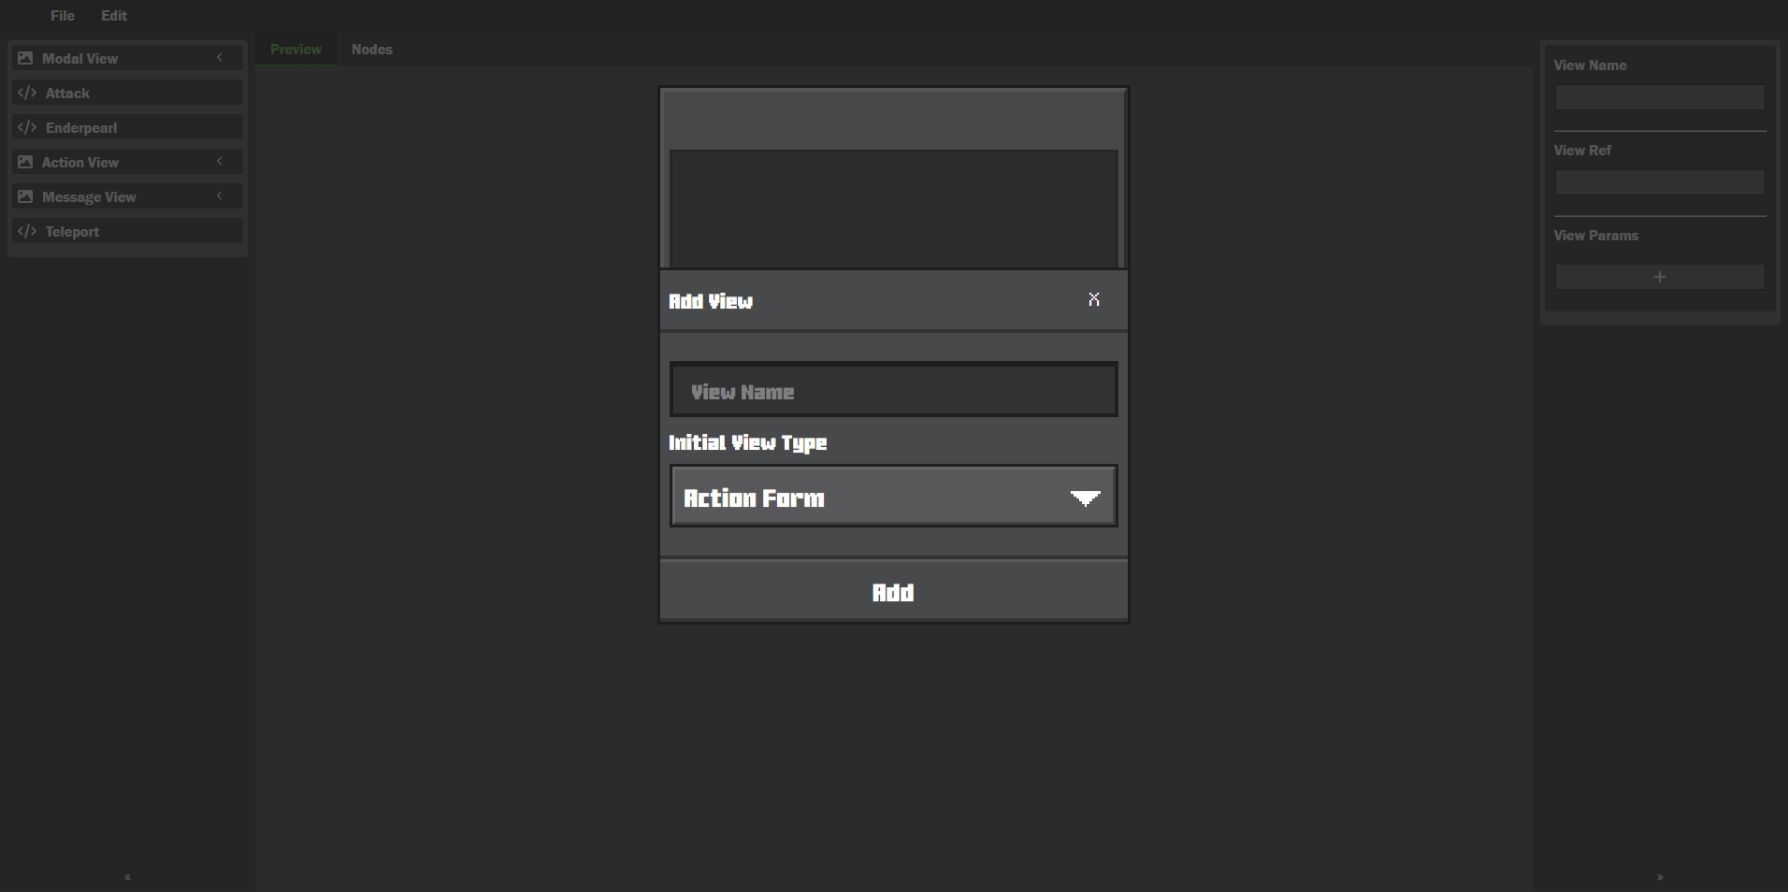 File Edit
Modal View
Attack
Enderpearl
Action View
Message View
Teleport
Preview Nodes
Add View X
View Name
Initial View Type
Action Form
Add
View Name
View Ref
View Params
+
«
»